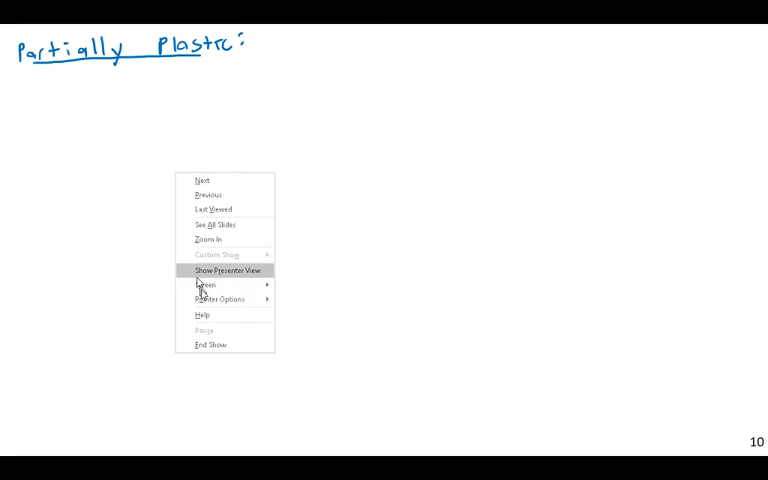 Partially Plastc:
Next
Previous
Last Viewed
See All Slides
Zoom In
Custom Show
Show Presenter View
Screen
Pointer Options
Help
Pause
End Show
10